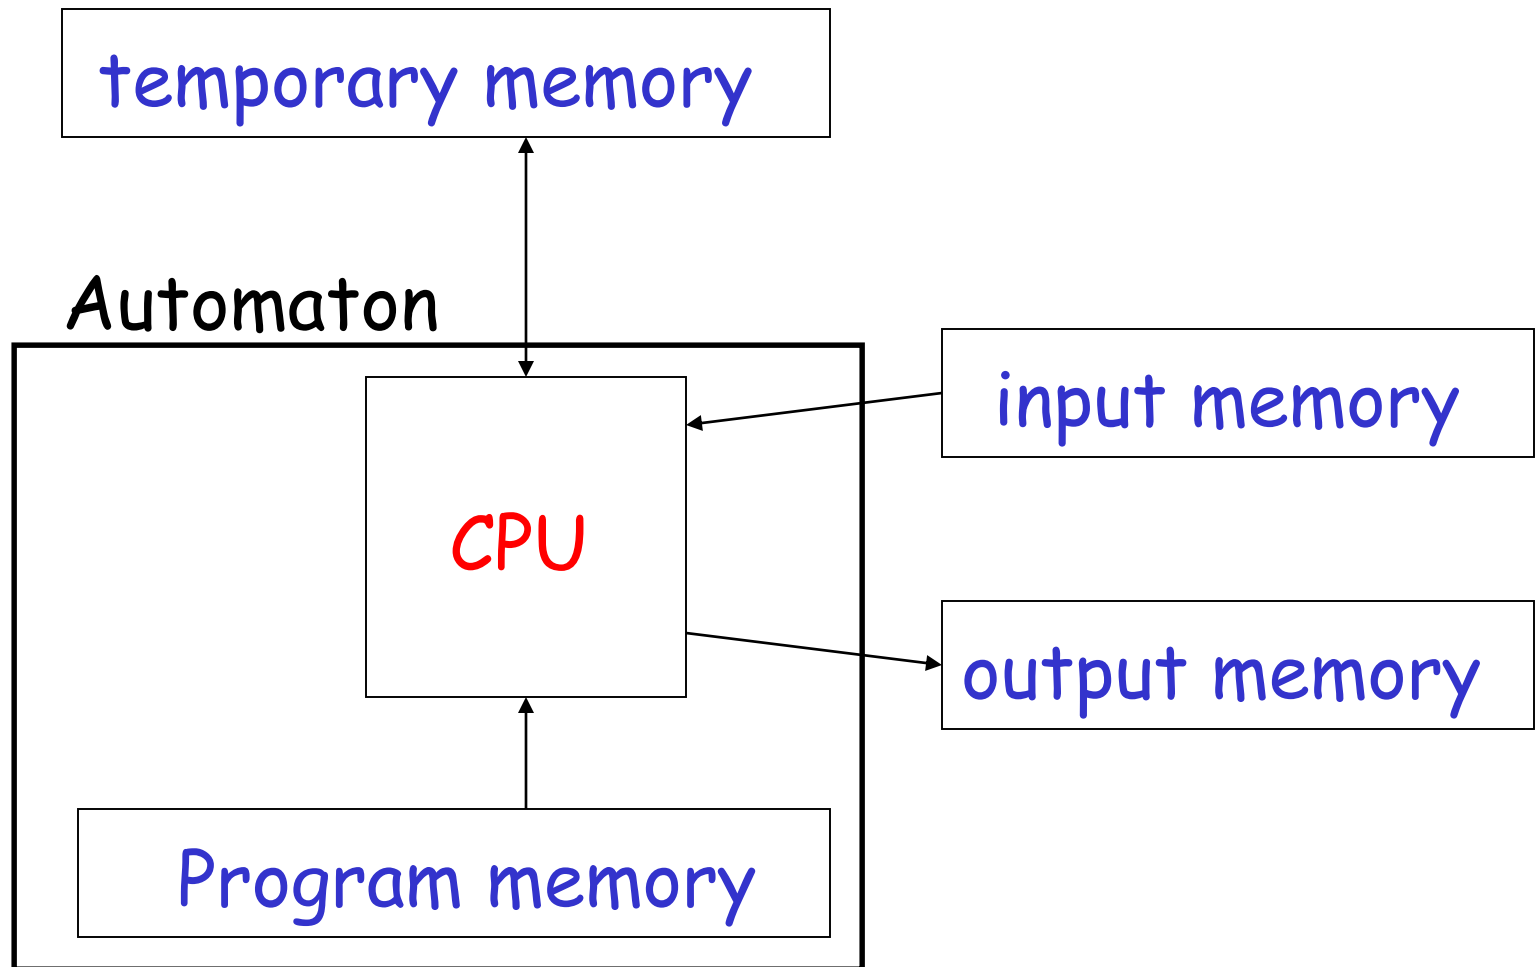 temporary memory
Automaton
input memory
CPU
output memory
Program memory